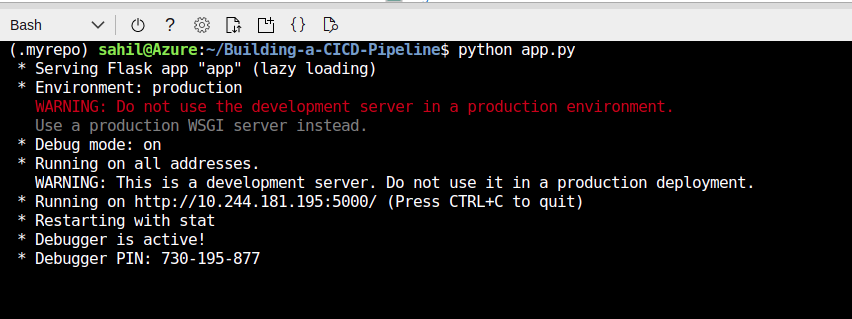 Bash
? { }
(.myrepo) sahil@Azure:~/Building-a-CICD-Pipeline$ python app.py
* Serving Flask app "app" (lazy loading)
* Environment: production
WARNING: Do not use the development server in a production environment.
Use a production WSGI server instead.
* Debug mode: on
* Running on all addresses.
WARNING: This is a development server. Do not use it in a production deployment.
* Running on http://10.244.181.195:5000/ (Press CTRL+C to quit)
* Restarting with stat
* Debugger is active!
* Debugger PIN: 730-195-877